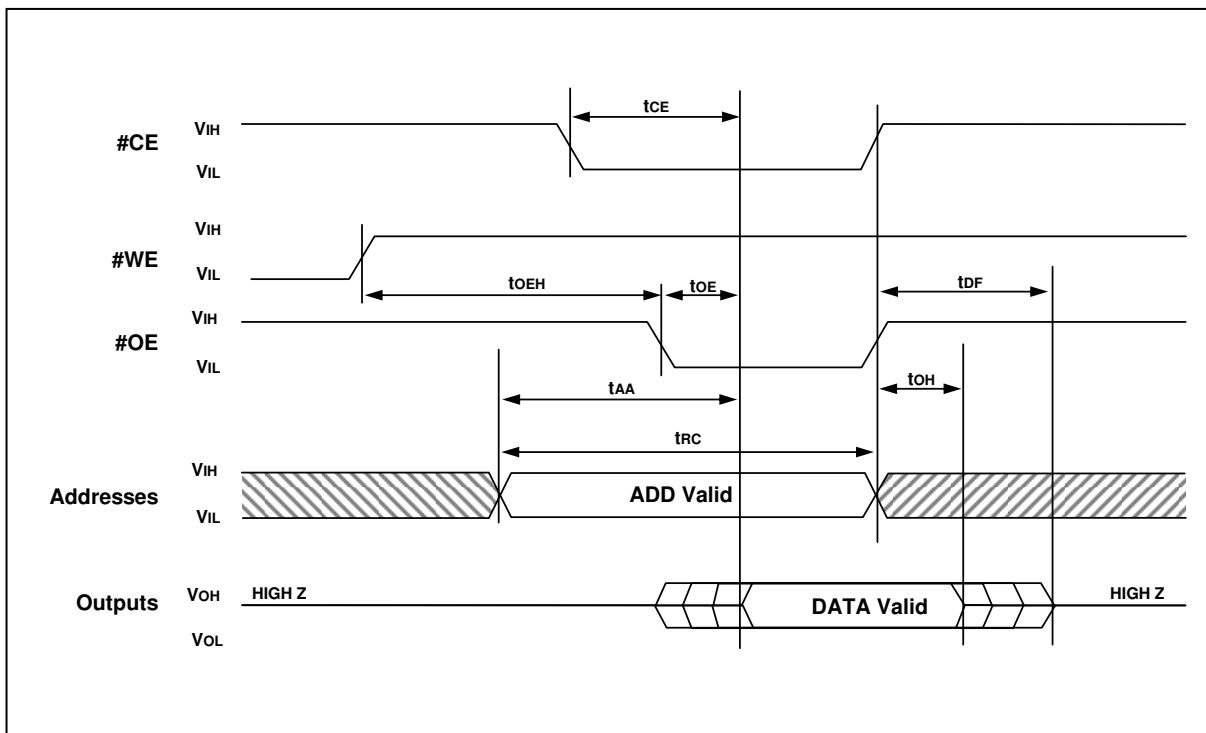 tCE
#CE
VIH
VIL
#WE
VIH
VIL
tOEH
tOE
tDF
#OE
VIH
VIL
tOH
tAA
tRC
Addresses
VIH
VIL
ADD Valid
Outputs
VOH
VOL
HIGH Z
DATA Valid
HIGH Z